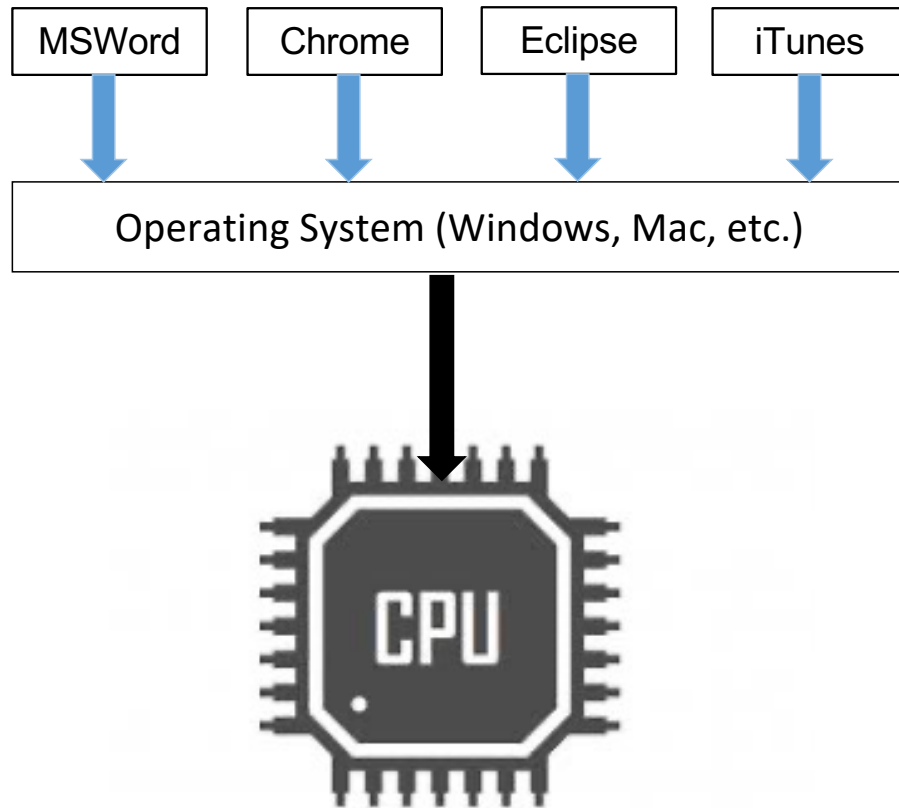 MSWord Chrome Eclipse iTunes
Operating System (Windows, Mac, etc.)
CPU